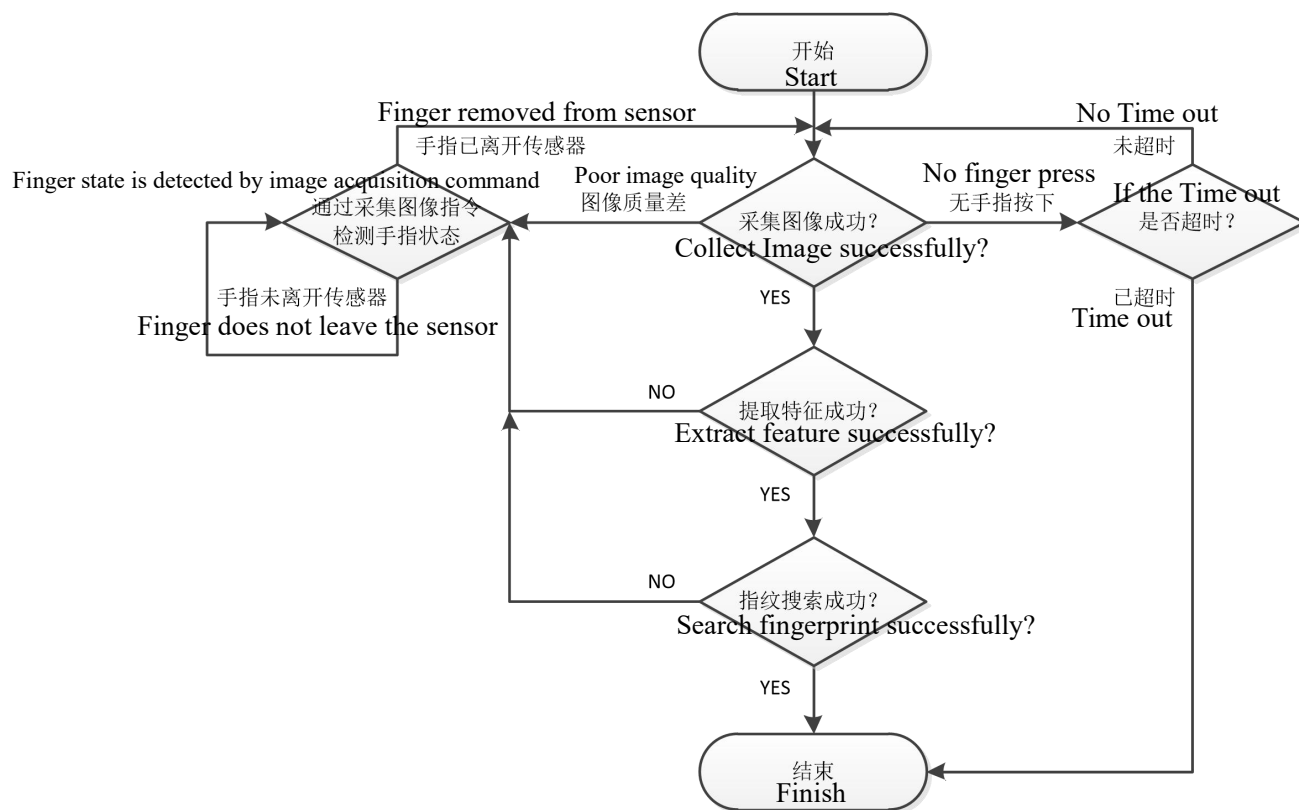 开始
Start
Finger removed from sensor
No Time out
手指已离开传感器
未超时
Finger state is detected by image acquisition command
通过采集图像指令
检测手指状态
Poor image quality
图像质量差
采集图像成功?
Collect Image successfully?
No finger press
无手指按下
If the Time out
是否超时?
手指未离开传感器
Finger does not leave the sensor
YES
已超时
Time out
NO
提取特征成功?
Extract feature successfully?
YES
NO
指纹搜索成功?
Search fingerprint successfully?
YES
结束
Finish